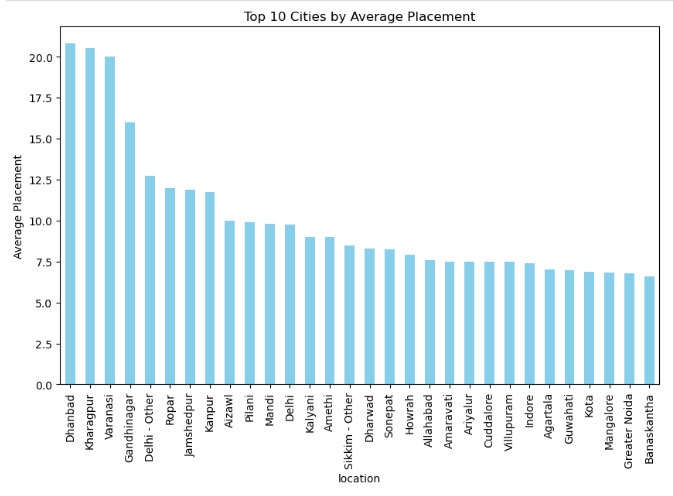 Top 10 Cities by Average Placement
20.0
17.5
15.0
12.5
10.0
7.5
5.0
2.5
0.0
Average Placement
Dhanbad
Kharagpur
Varanasi
Gandhinagar
Delhi - Other
Ropar
Jamshedpur
Kanpur
Aizawl
Pilani
Mandi
Delhi
Kalyani
Amethi
Sikkim - Other
Dharwad
Sonepat
Howrah
Allahabad
Amaravati
Ariyalur
Cuddalore
Villupuram
Indore
Agartala
Guwahati
Kota
Mangalore
Greater Noida
Banaskantha
location